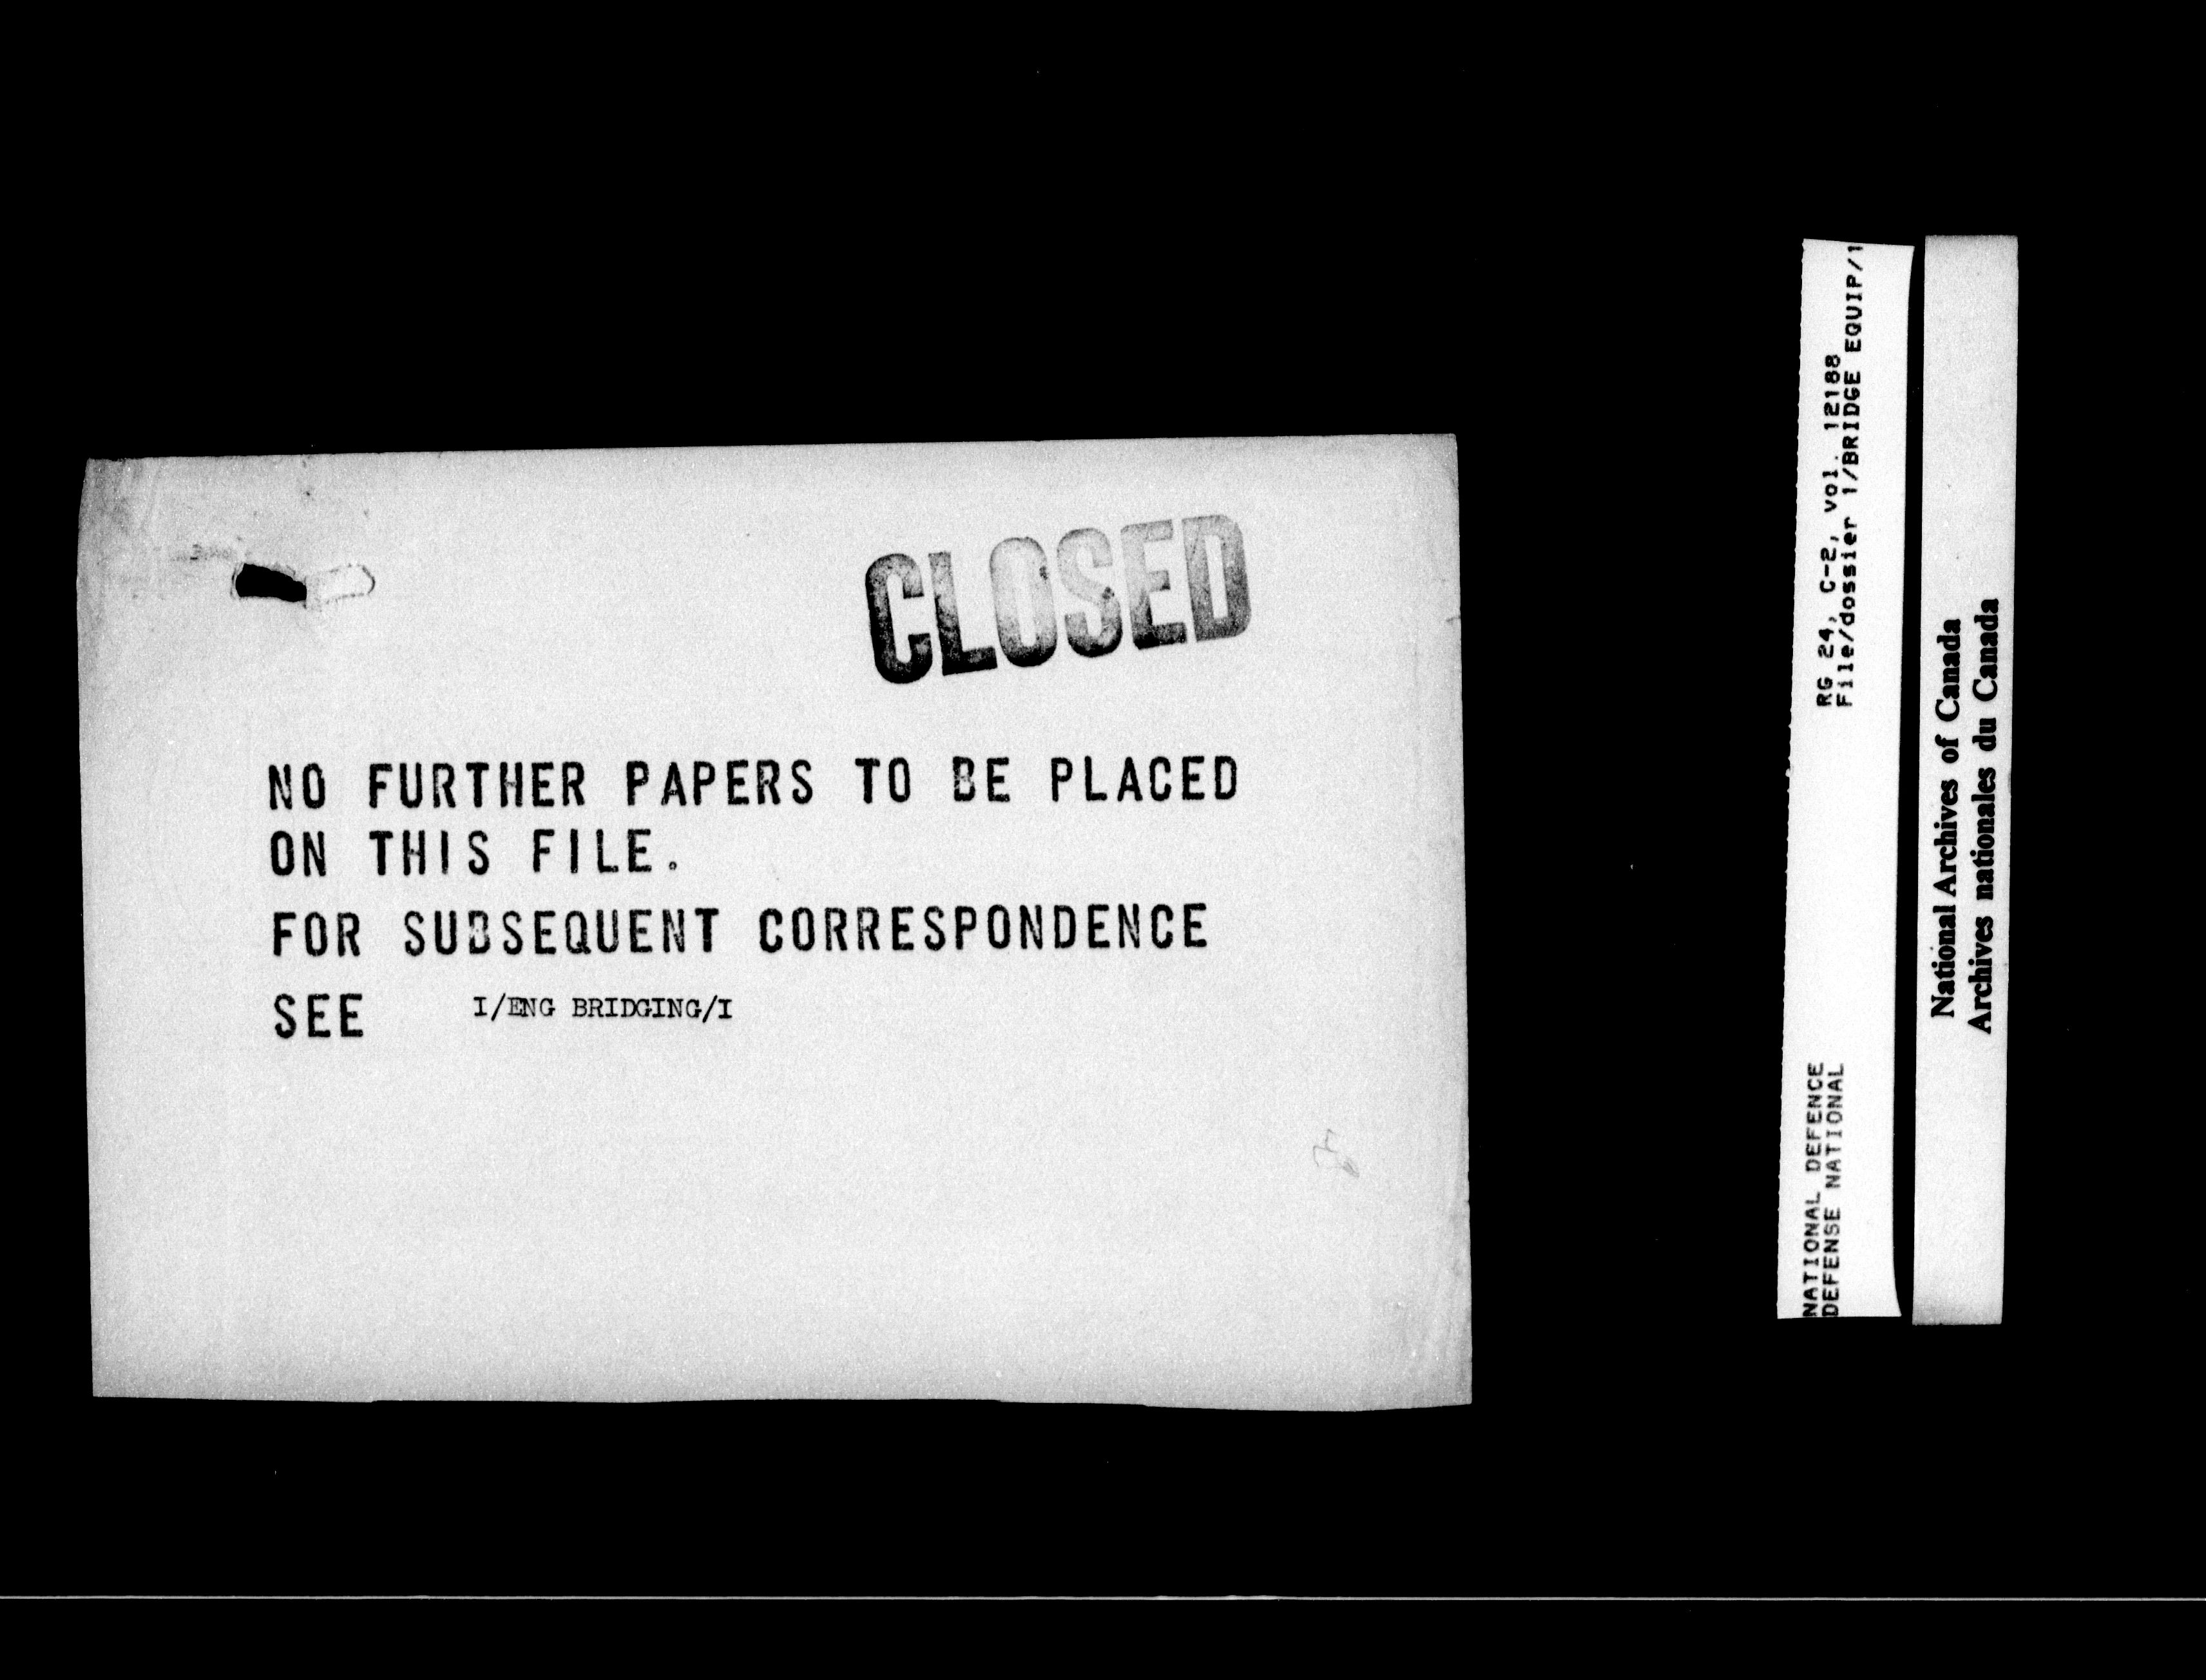 CLOSED
NO FURTHER PAPERS TO BE PLACED
ON THIS FILE.
FOR SUBSEQUENT CORRESPONDENCE
SEE I/ENG BRIDGING/I
RG 24, C-2, vol. 12188
File/dossier 1/BRIDGE EQUIP/1
NATIONAL DEFENCE
DEFENSE NATIONAL
National Archives of Canada
Archives nationales du Canada